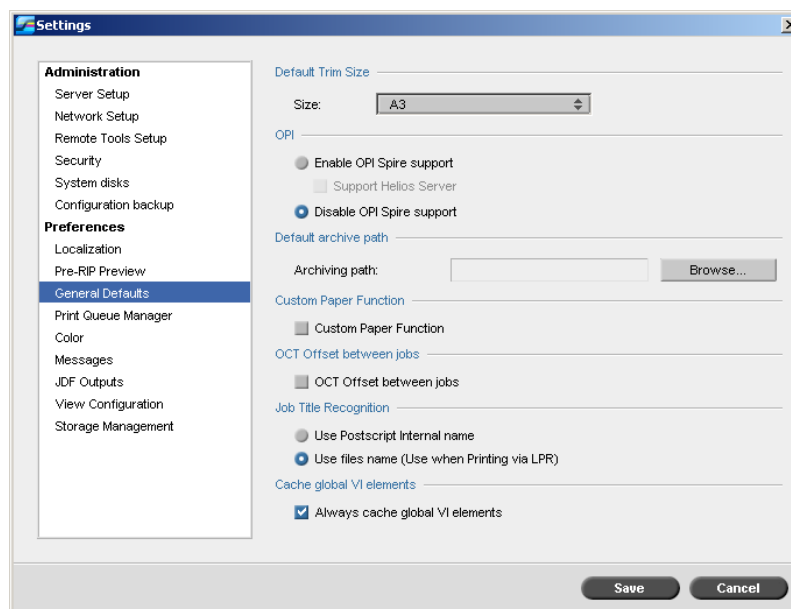 Settings
Administration
Server Setup
Network Setup
Remote Tools Setup
Security
System disks
Configuration backup
Preferences
Localization
Pre-RIP Preview
General Defaults
Print Queue Manager
Color
Messages
JDF Outputs
View Configuration
Storage Management
Default Trim Size
Size: A3
OPI
Enable OPI Spire support
Support Helios Server
Disable OPI Spire support
Default archive path
Archiving path: Browse...
Custom Paper Function
Custom Paper Function
OCT Offset between jobs
OCT Offset between jobs
Job Title Recognition
Use Postscript Internal name
Use files name (Use when Printing via LPR)
Cache global VI elements
Always cache global VI elements
Save Cancel